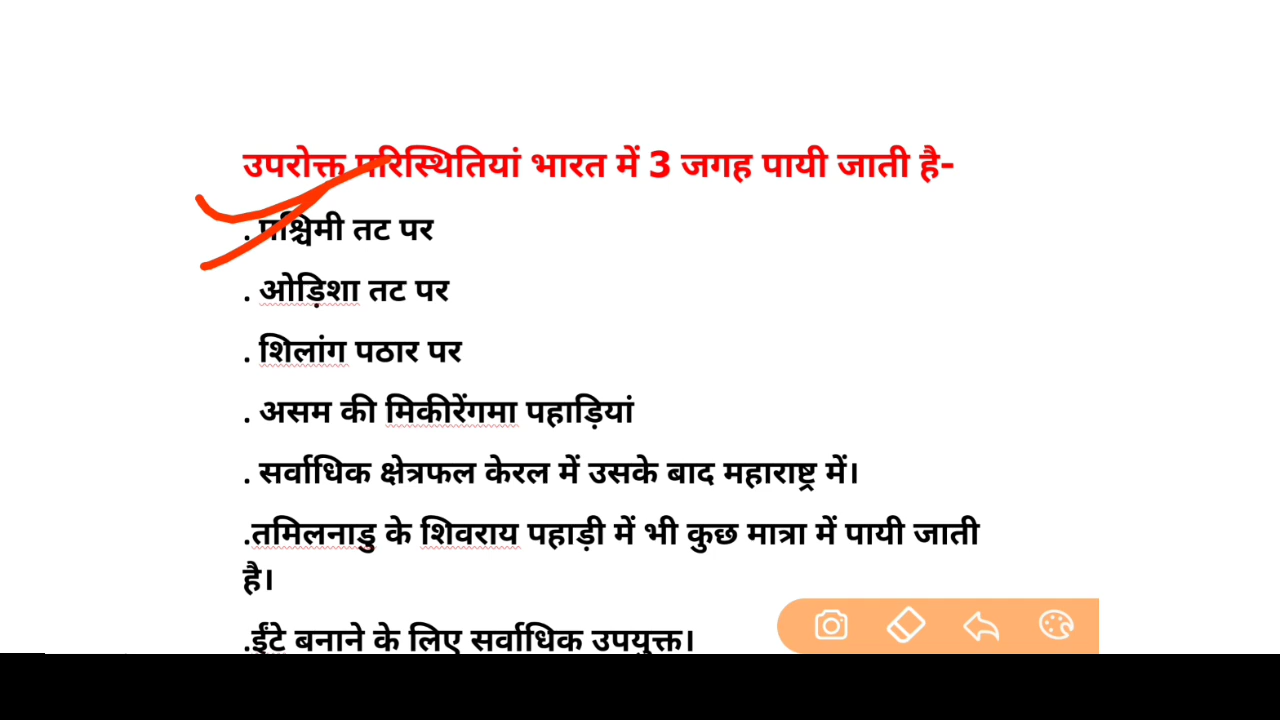 उपरोक्त परिस्थितियां भारत में 3 जगह पायी जाती है-
. पश्चिमी तट पर
. ओड़िशा तट पर
. शिलांग पठार पर
. असम की मिकीरेंगमा पहाड़ियां
. सर्वाधिक क्षेत्रफल केरल में उसके बाद महाराष्ट्र में।
.तमिलनाडु के शिवराय पहाड़ी में भी कुछ मात्रा में पायी जाती
है।
.ईंटे बनाने के लिए सर्वाधिक उपयुक्त।